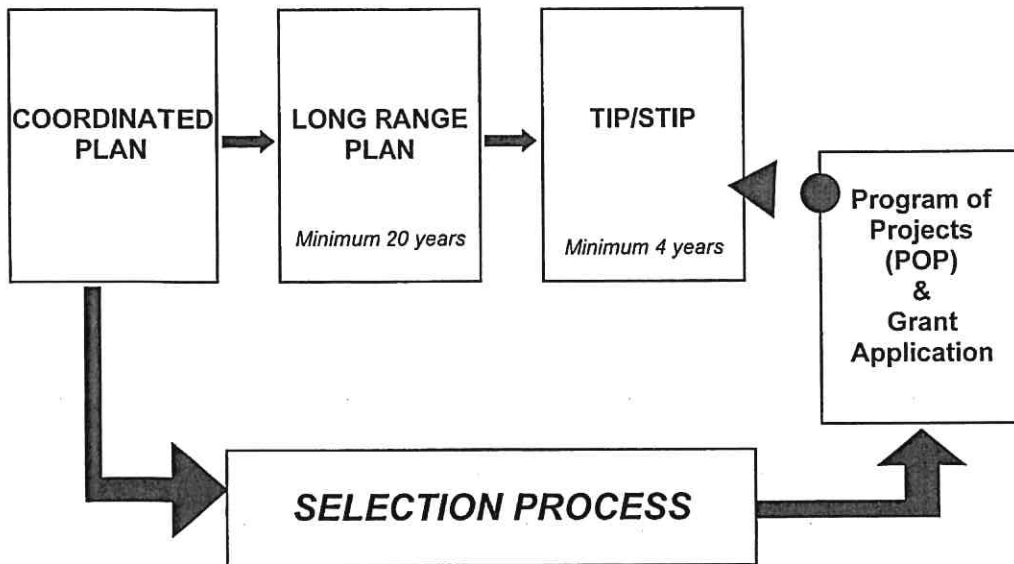 COORDINATED
PLAN
LONG RANGE
PLAN
Minimum 20 years
TIP/STIP
Minimum 4 years
Program of
Projects
(POP)
&
Grant
Application
SELECTION PROCESS